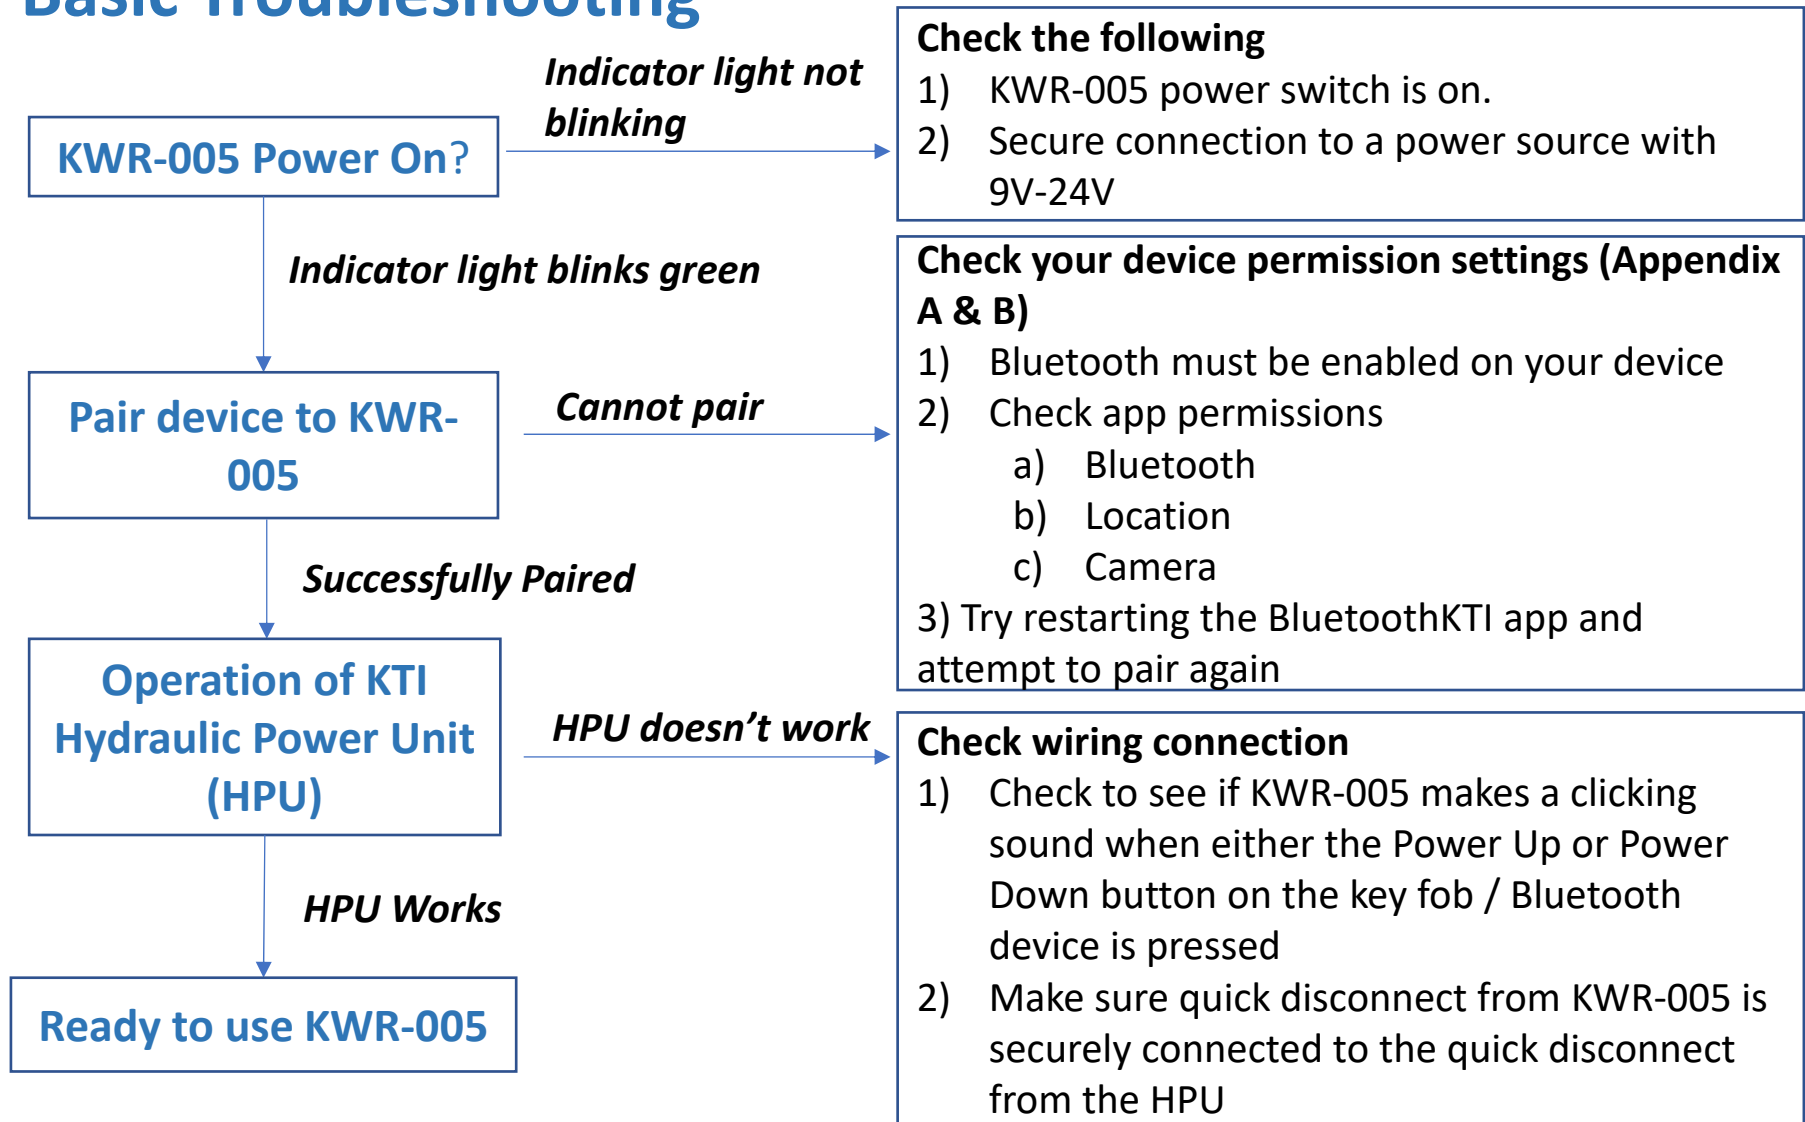 Basic Troubleshooting
Indicator light not
blinking
KWR-005 Power On?
Check the following
1) KWR-005 power switch is on.
2) Secure connection to a power source with
9V-24V
Indicator light blinks green
Pair device to KWR-
005
Cannot pair
Check your device permission settings (Appendix
A & B)
1) Bluetooth must be enabled on your device
2) Check app permissions
a) Bluetooth
b) Location
c) Camera
3) Try restarting the BluetoothKTI app and
attempt to pair again
Successfully Paired
Operation of KTI
Hydraulic Power Unit
(HPU)
HPU doesn’t work
Check wiring connection
1) Check to see if KWR-005 makes a clicking
sound when either the Power Up or Power
Down button on the key fob / Bluetooth
device is pressed
2) Make sure quick disconnect from KWR-005 is
securely connected to the quick disconnect
from the HPU
HPU Works
Ready to use KWR-005